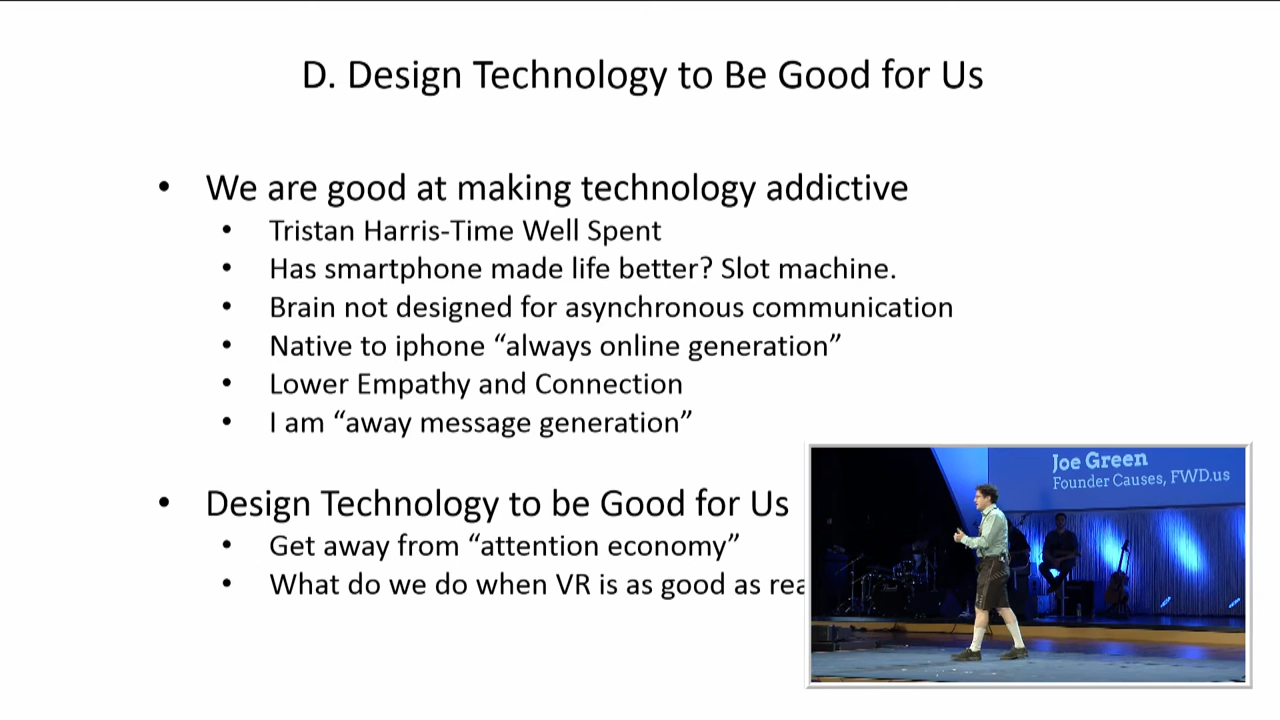 D. Design Technology to Be Good for Us
• We are good at making technology addictive
• Tristan Harris-Time Well Spent
• Has smartphone made life better? Slot machine.
• Brain not designed for asynchronous communication
• Native to iphone “always online generation”
• Lower Empathy and Connection
• I am “away message generation”
• Design Technology to be Good for Us
• Get away from “attention economy”
• What do we do when VR is as good as
Joe Green
Founder Causes, FWD.us